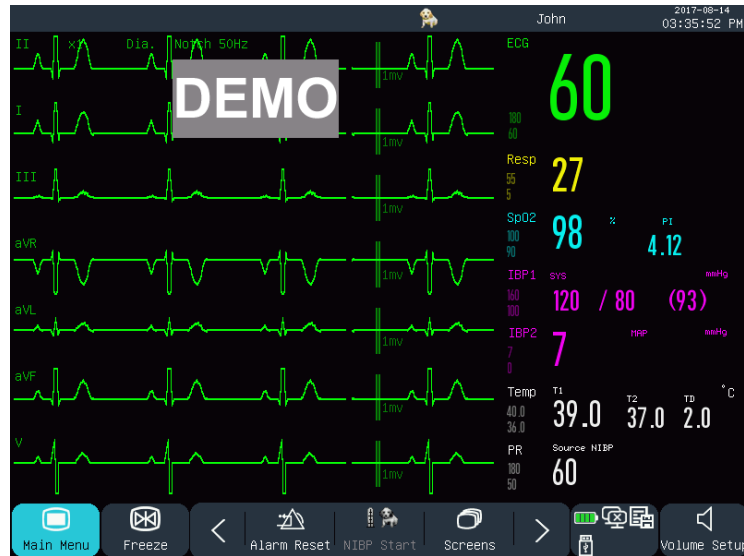 John
2017-08-14
03:35:52 PM
II x1 Dia. Notch 50Hz
1mv
DEMO
I
1mv
III
1mv
aVR
1mv
aVL
1mv
aVF
1mv
V
1mv
ECG
60
180
60
Resp
27
55
5
SpO2 % PI
98 4.12
100
90
IBP1 SYS mmHg
120 / 80 (93)
160
100
IBP2 MAP mmHg
7
7
0
Temp T1 T2 TD °C
39.0 37.0 2.0
40.0
36.0
PR Source NIBP
60
180
50
Main Menu
Freeze
<
Alarm Reset
NIBP Start
Screens
>
Volume Setu